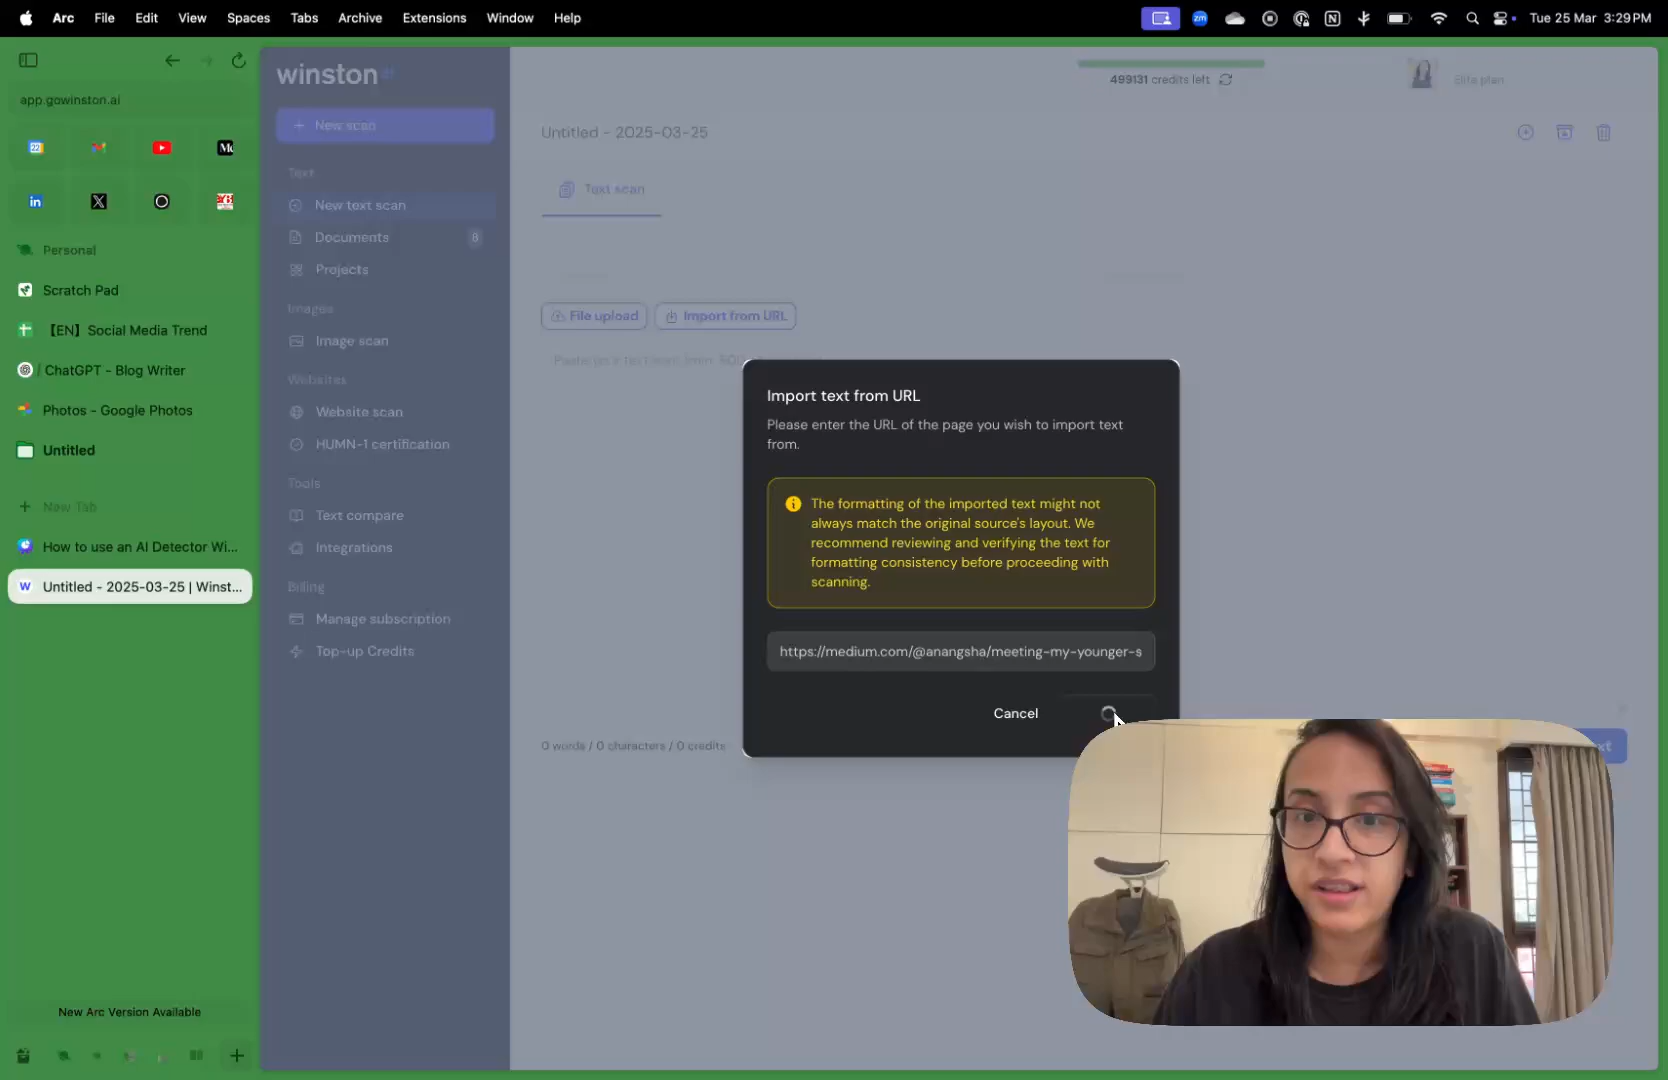 Arc File Edit View Spaces Tabs Archive Extensions Window Help
zm
Tue 25 Mar 3:29 PM
app.gowinston.ai
Personal
Scratch Pad
【EN】Social Media Trend
/ ChatGPT - Blog Writer
Photos - Google Photos
Untitled
+ New Tab
How to use an AI Detector Wi...
W Untitled - 2025-03-25 | Winst...
New Arc Version Available
winston
+ New scan
Text
New text scan
Documents 8
Projects
Images
Image scan
Websites
Website scan
HUMN-1 certification
Tools
Text compare
Integrations
Billing
Manage subscription
Top-up Credits
499131 credits left
Elite plan
Untitled - 2025-03-25
Text scan
File upload
Import from URL
Import text from URL
Please enter the URL of the page you wish to import text
from.
The formatting of the imported text might not
always match the original source's layout. We
recommend reviewing and verifying the text for
formatting consistency before proceeding with
scanning.
https://medium.com/@anangsha/meeting-my-younger-s
Cancel
0 words / 0 characters / 0 credits